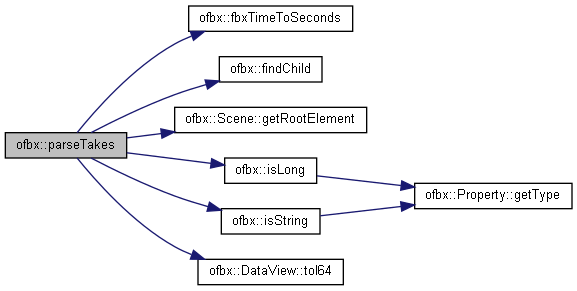 ofbx::fbxTimeToSeconds
ofbx::findChild
ofbx::Scene::getRootElement
ofbx::parseTakes
ofbx::isLong
ofbx::Property::getType
ofbx::isString
ofbx::DataView::toI64